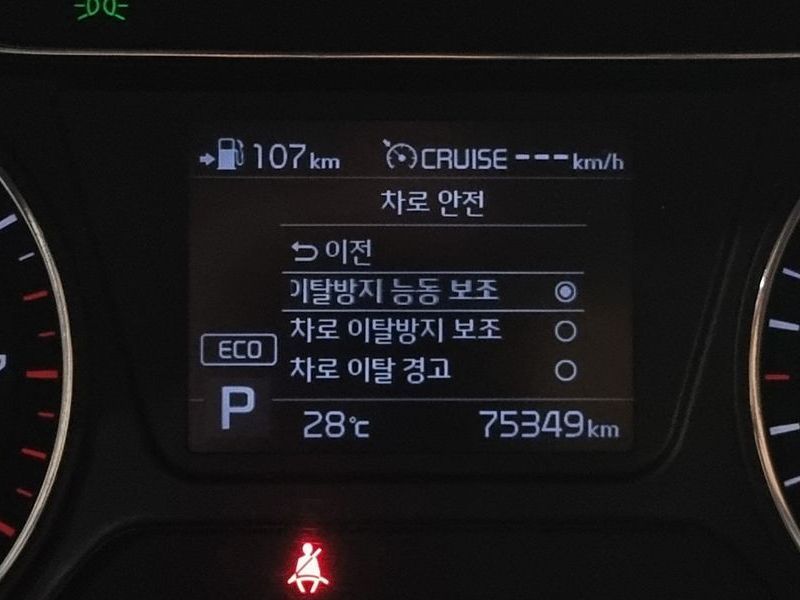 107km CRUISE---km/h
차로 안전
이전
이탈방지 능동 보조
차로 이탈방지 보조
ECO 차로 이탈 경고
P 28℃ 75349km